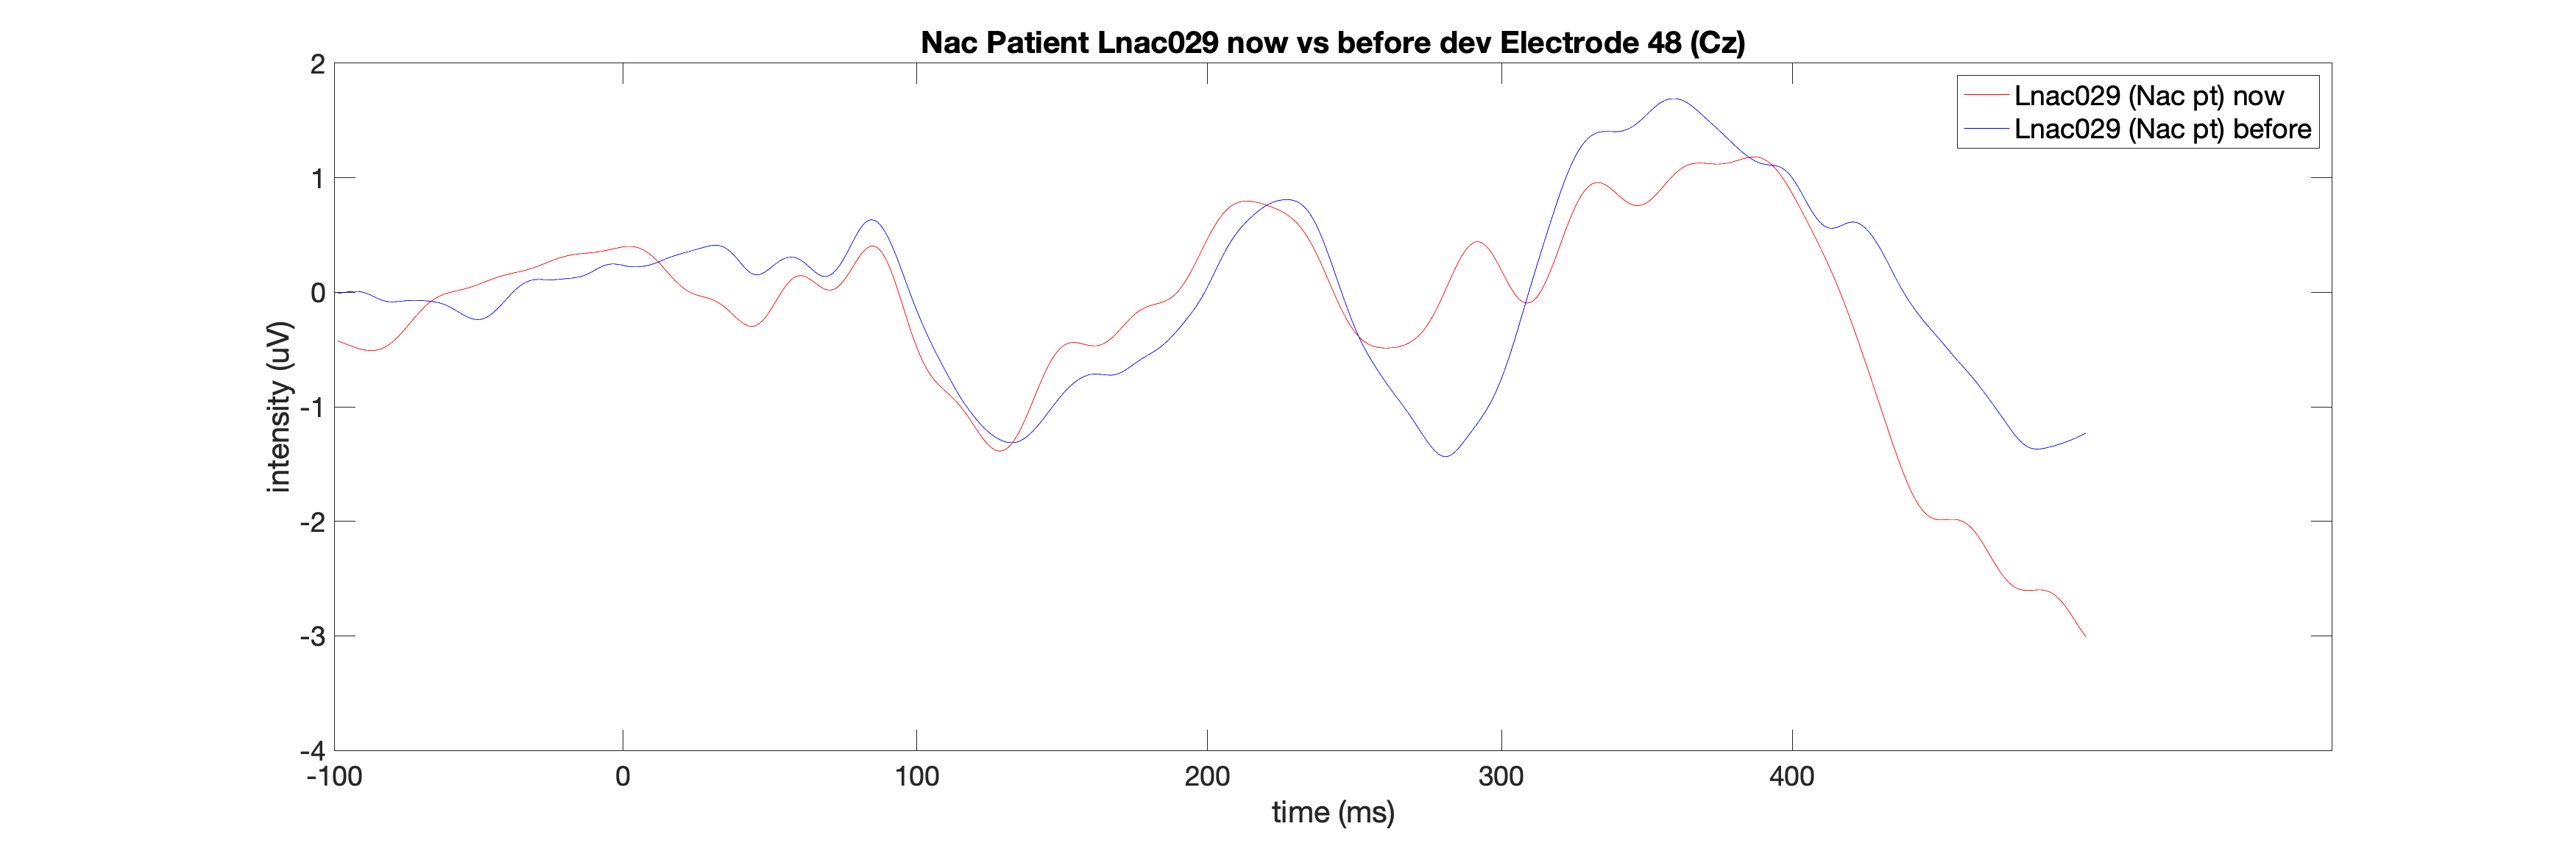 Nac Patient Lnac029 now vs before dev Electrode 48 (Cz)
2
1
0
-1
-2
-3
-4
intensity (uV)
Lnac029 (Nac pt) now
Lnac029 (Nac pt) before
-100 0 100 200 300 400
time (ms)